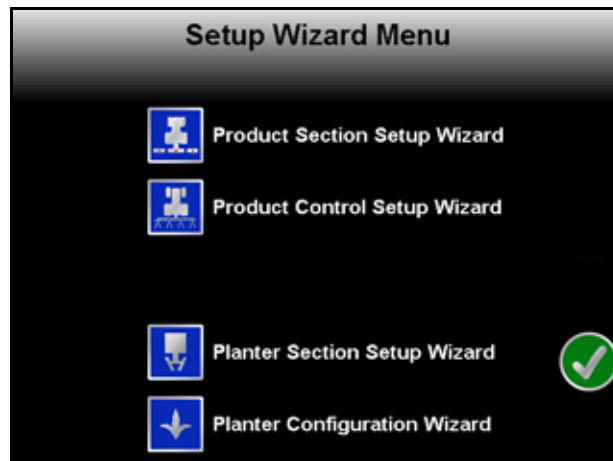 Setup Wizard Menu
Product Section Setup Wizard
Product Control Setup Wizard
Planter Section Setup Wizard
Planter Configuration Wizard